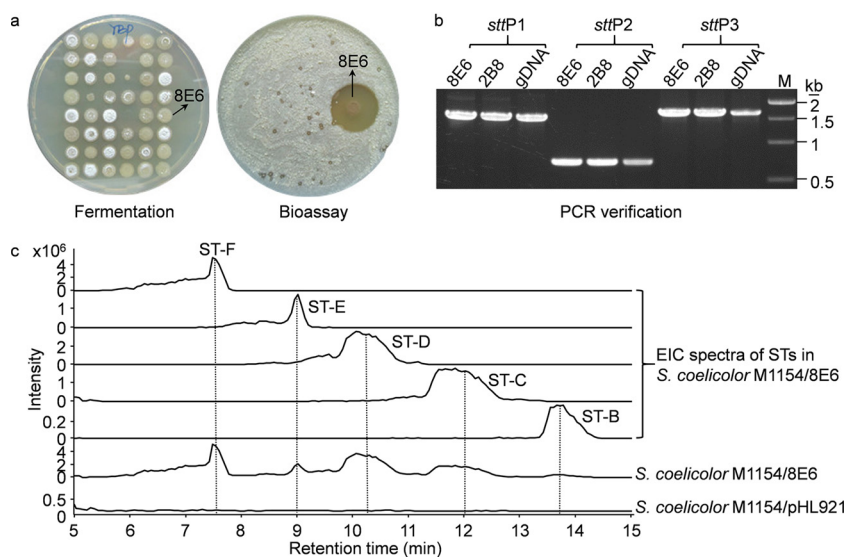 a
TBP
8E6
8E6
Fermentation
Bioassay
b
sttP1
sttP2
sttP3
8E6
2B8
gDNA
8E6
2B8
gDNA
8E6
2B8
gDNA
M
kb
2
1.5
1
0.5
PCR verification
c
x10⁶
Intensity
4
2
0
ST-F
1
0
ST-E
2
0
ST-D
1
0
ST-C
0.2
0
ST-B
EIC spectra of STs in
S. coelicolor M1154/8E6
4
2
0
S. coelicolor M1154/8E6
0.5
0
S. coelicolor M1154/pHL921
5 6 7 8 9 10 11 12 13 14 15
Retention time (min)